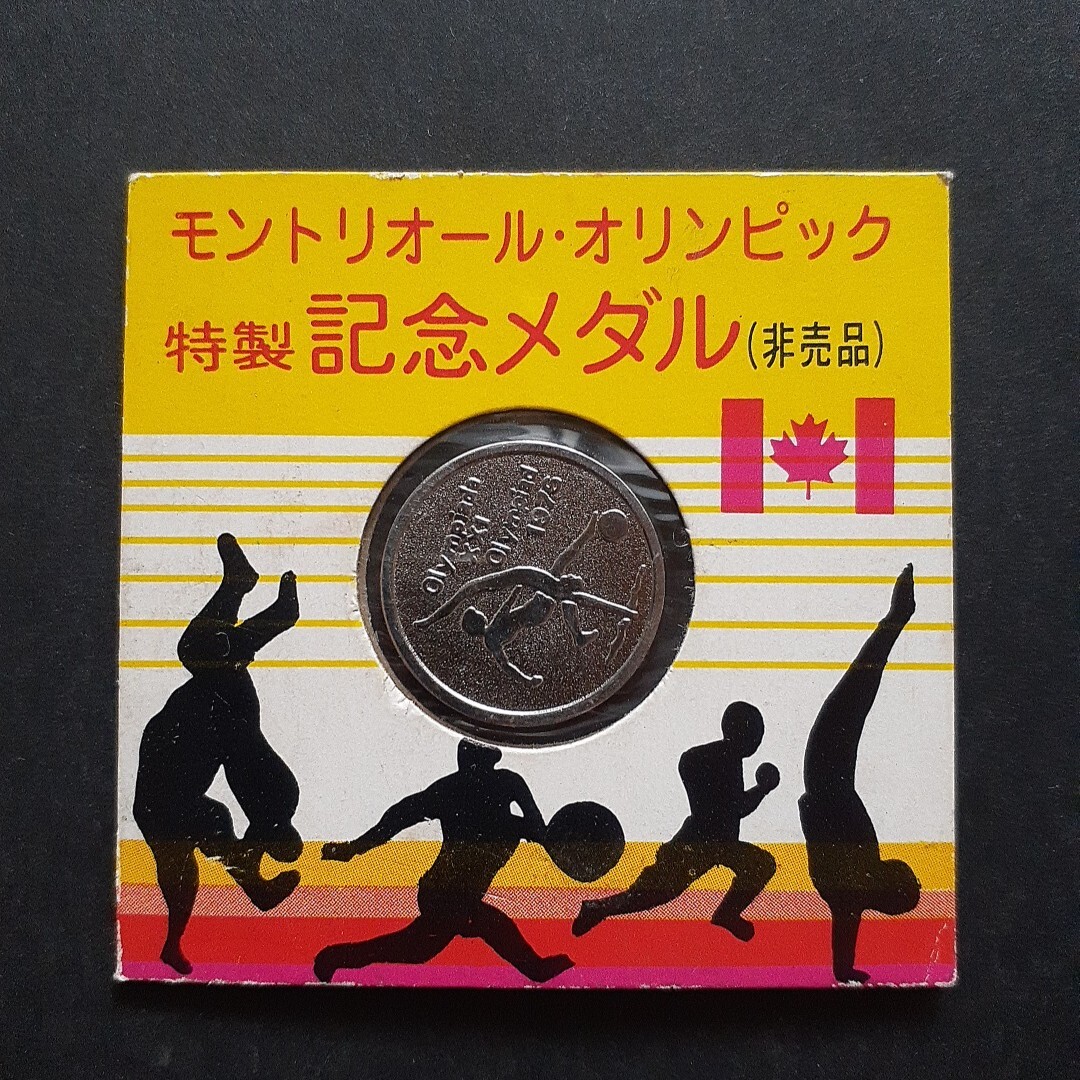 モントリオール・オリンピック
特製 記念メダル(非売品)
Olympiade
XXI
Olympiad